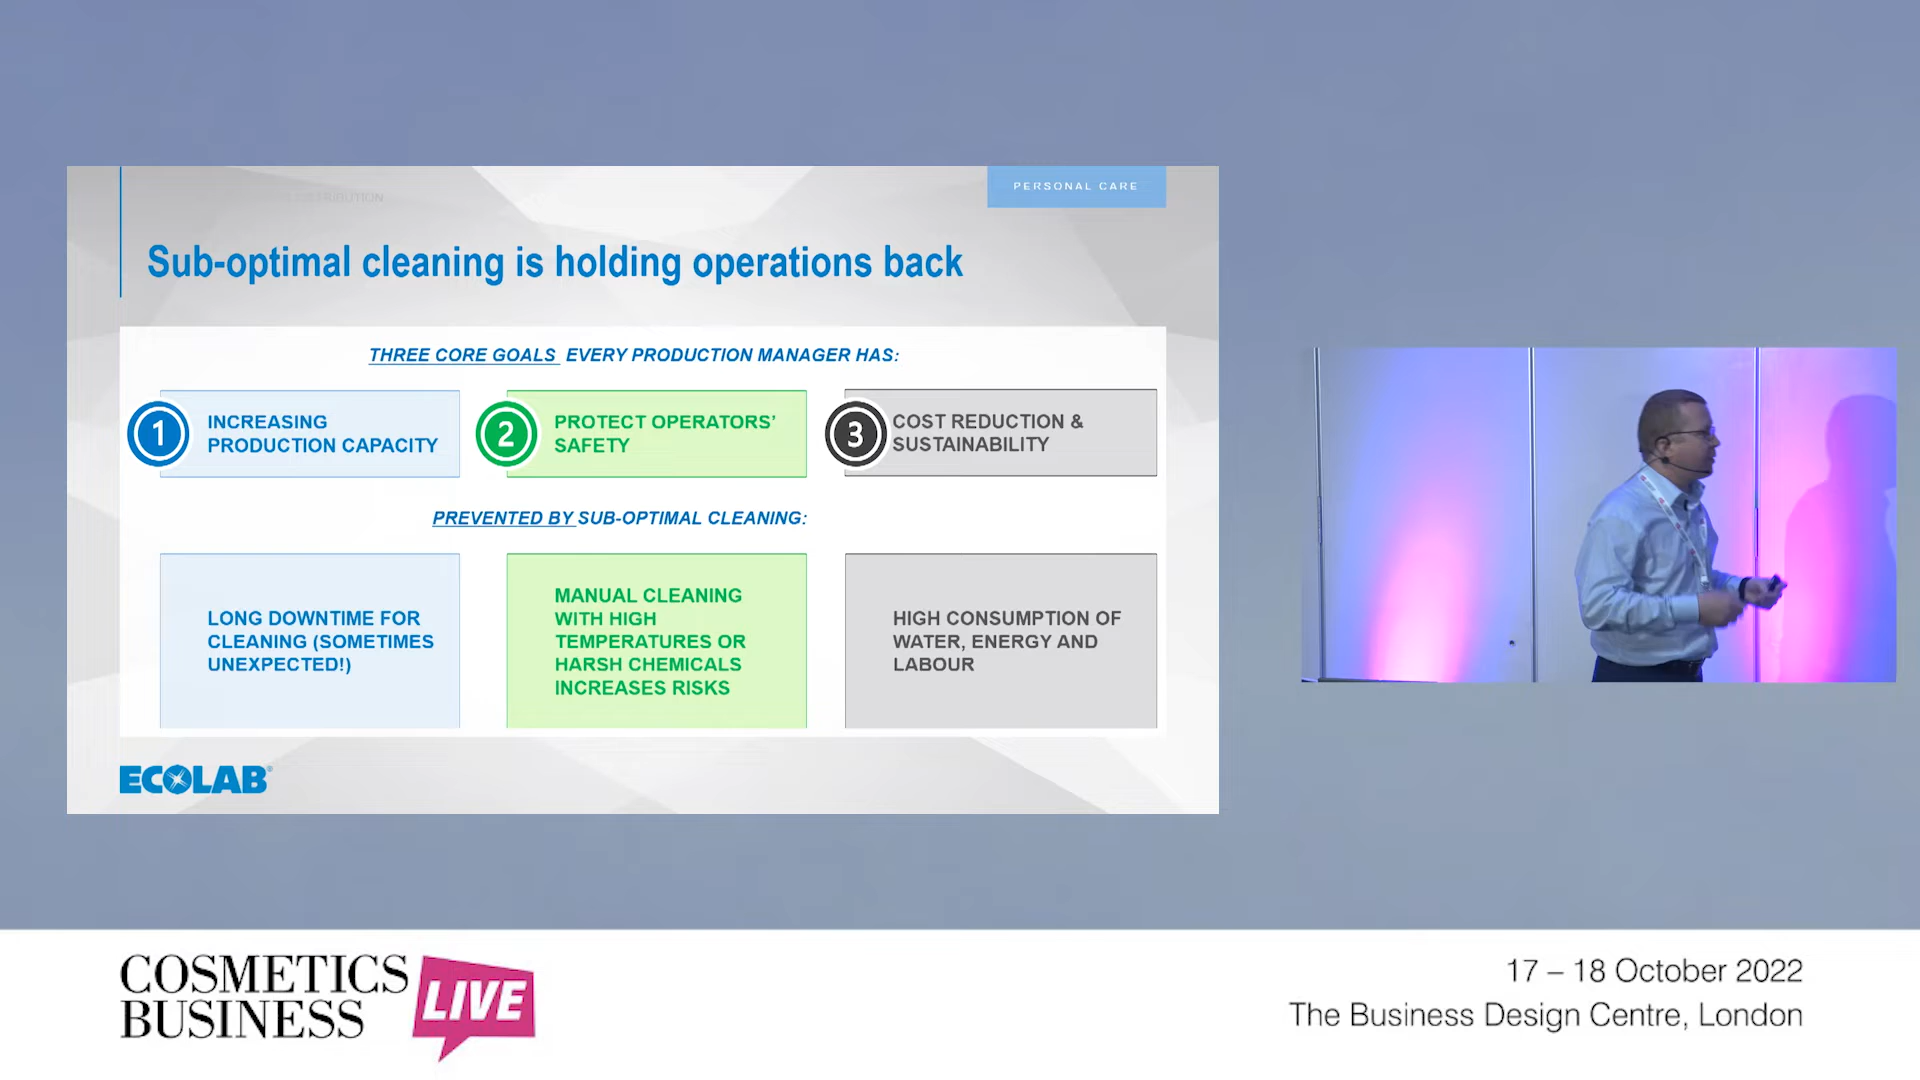 PERSONAL CARE
Sub-optimal cleaning is holding operations back
THREE CORE GOALS EVERY PRODUCTION MANAGER HAS:
1
INCREASING
PRODUCTION CAPACITY
2
PROTECT OPERATORS’
SAFETY
3
COST REDUCTION &
SUSTAINABILITY
PREVENTED BY SUB-OPTIMAL CLEANING:
LONG DOWNTIME FOR
CLEANING (SOMETIMES
UNEXPECTED!)
MANUAL CLEANING
WITH HIGH
TEMPERATURES OR
HARSH CHEMICALS
INCREASES RISKS
HIGH CONSUMPTION OF
WATER, ENERGY AND
LABOUR
ECOLAB®
COSMETICS
BUSINESS
LIVE
17 – 18 October 2022
The Business Design Centre, London